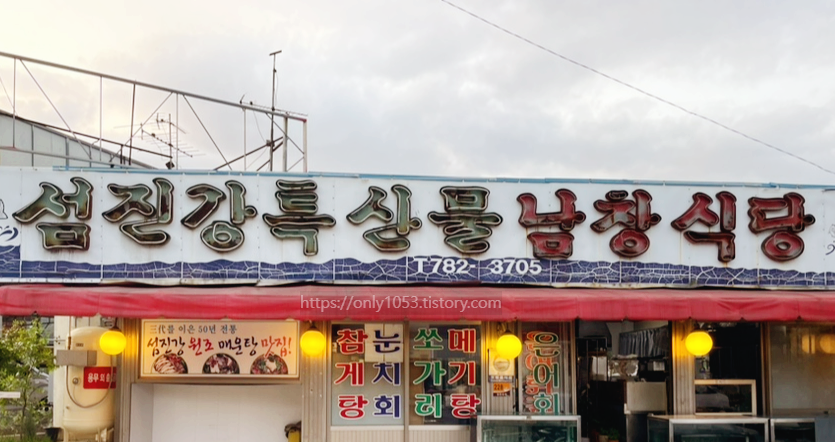 섬진강특산물남창식당
T782-3705
https://only1053.tistory.com
三代를 이은 50년 전통
섬진강 원조 매운탕 맛집!
참게탕
눈치회
쏘가리
메기탕
은어회